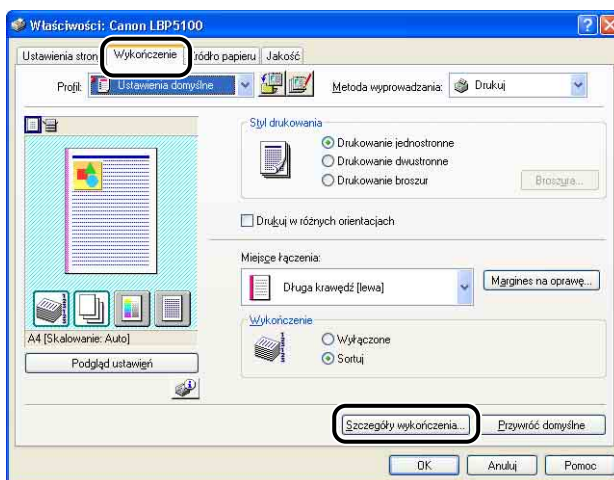 Właściwości: Canon LBP5100
Ustawienia stron Wykończenie ródło papieru Jakość
Profil: Ustawienia domyślne Metoda wyprowadzania: Drukuj
Styl drukowania
Drukowanie jednostronne
Drukowanie dwustronne
Drukowanie broszur Broszura...
Drukuj w różnych orientacjach
Miejsce łączenia:
Długa krawędź [lewa] Margines na oprawę...
Wykończenie
Wyłączone
Sortuj
A4 [Skalowanie: Auto]
Podgląd ustawień
Szczegóły wykończenia... Przywróć domyślne
OK Anuluj Pomoc